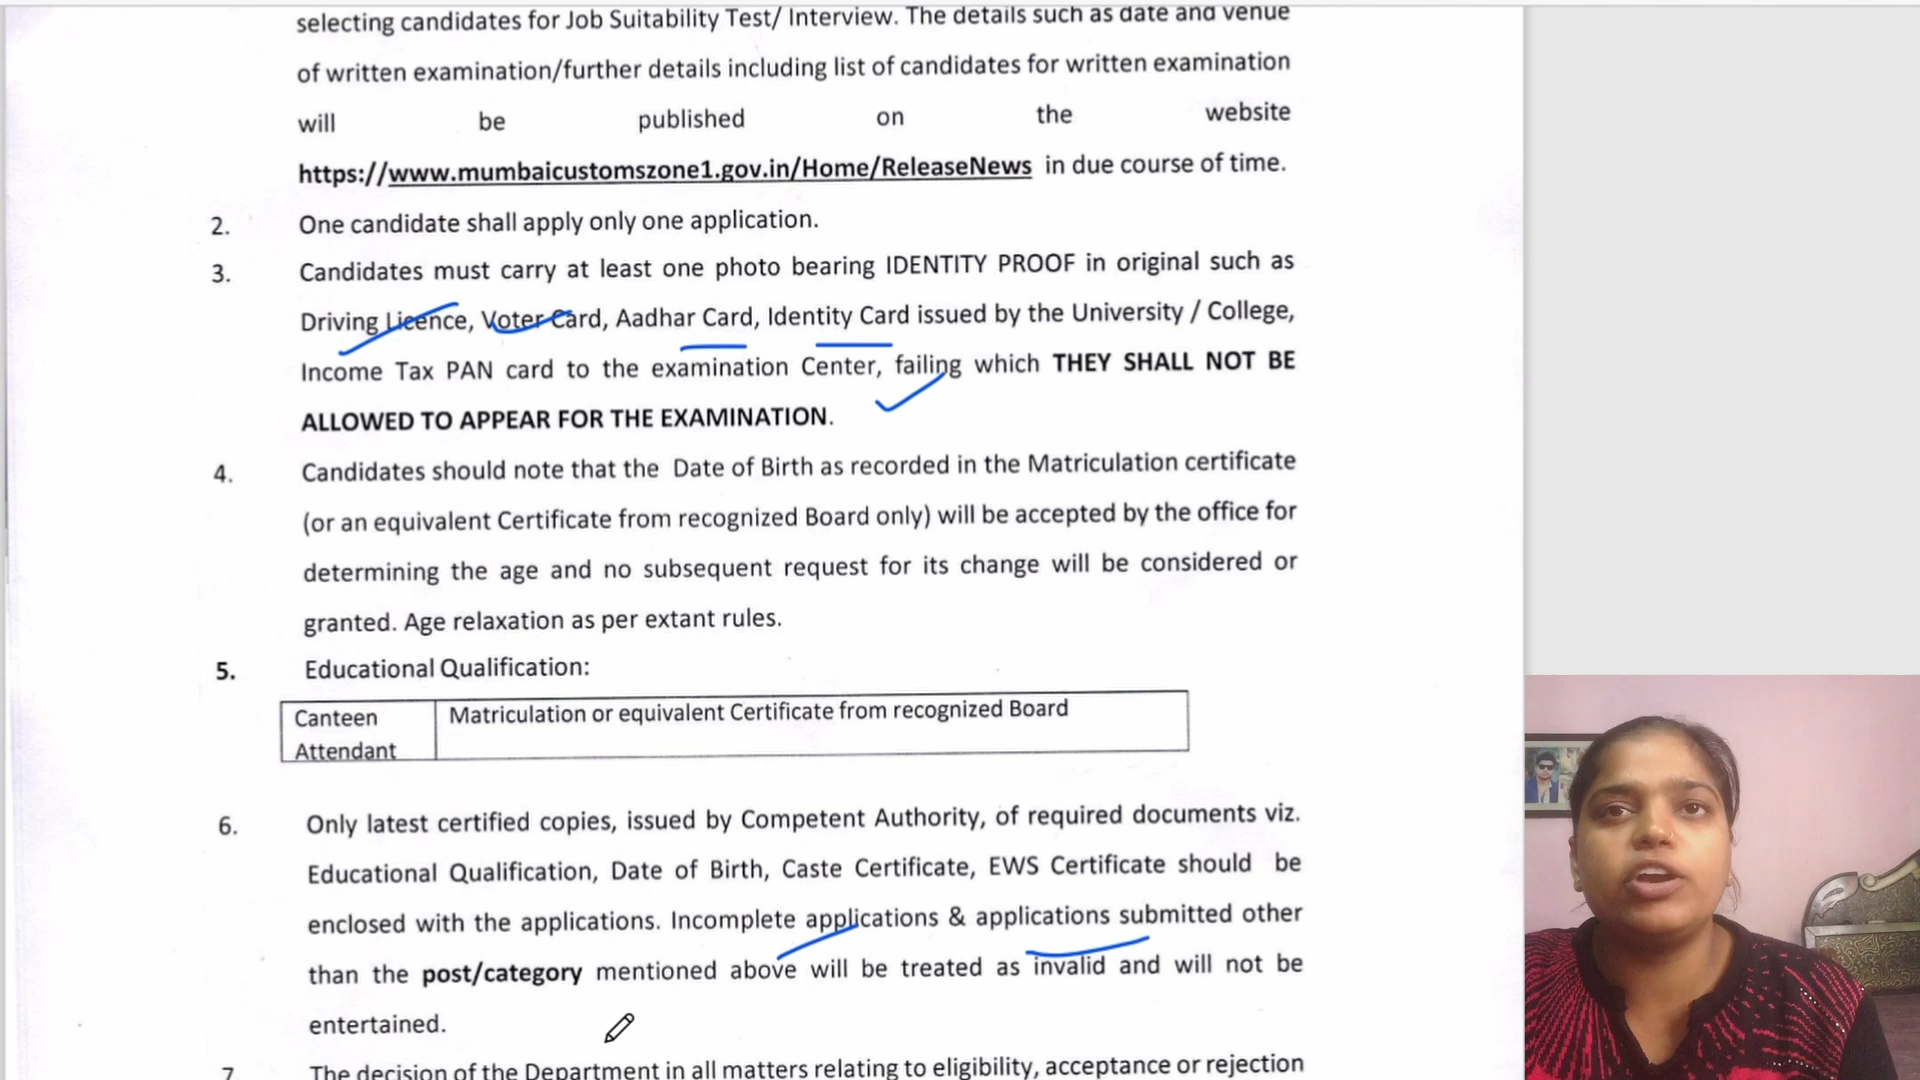 selecting candidates for Job Suitability Test/ Interview. The details such as date and venue
of written examination/further details including list of candidates for written examination
will be published on the website
https://www.mumbaicustomszone1.gov.in/Home/ReleaseNews in due course of time.
2. One candidate shall apply only one application.
3. Candidates must carry at least one photo bearing IDENTITY PROOF in original such as
Driving Licence, Voter Card, Aadhar Card, Identity Card issued by the University / College,
Income Tax PAN card to the examination Center, failing which THEY SHALL NOT BE
ALLOWED TO APPEAR FOR THE EXAMINATION.
4. Candidates should note that the Date of Birth as recorded in the Matriculation certificate
(or an equivalent Certificate from recognized Board only) will be accepted by the office for
determining the age and no subsequent request for its change will be considered or
granted. Age relaxation as per extant rules.
5. Educational Qualification:
Canteen Attendant Matriculation or equivalent Certificate from recognized Board
6. Only latest certified copies, issued by Competent Authority, of required documents viz.
Educational Qualification, Date of Birth, Caste Certificate, EWS Certificate should be
enclosed with the applications. Incomplete applications & applications submitted other
than the post/category mentioned above will be treated as invalid and will not be
entertained.
7. The decision of the Department in all matters relating to eligibility, acceptance or rejection